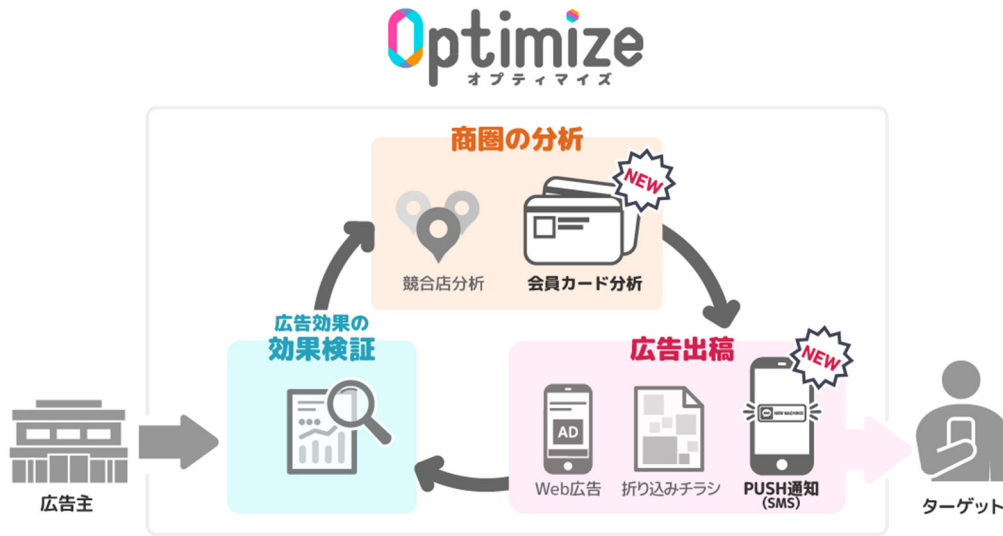 Optimize
オプティマイズ
商圏の分析
NEW
競合店分析
会員カード分析
広告効果の
効果検証
広告出稿
NEW
AD
NEW MACHINE!
Web広告
折り込みチラシ
PUSH通知
(SMS)
広告主
ターゲット